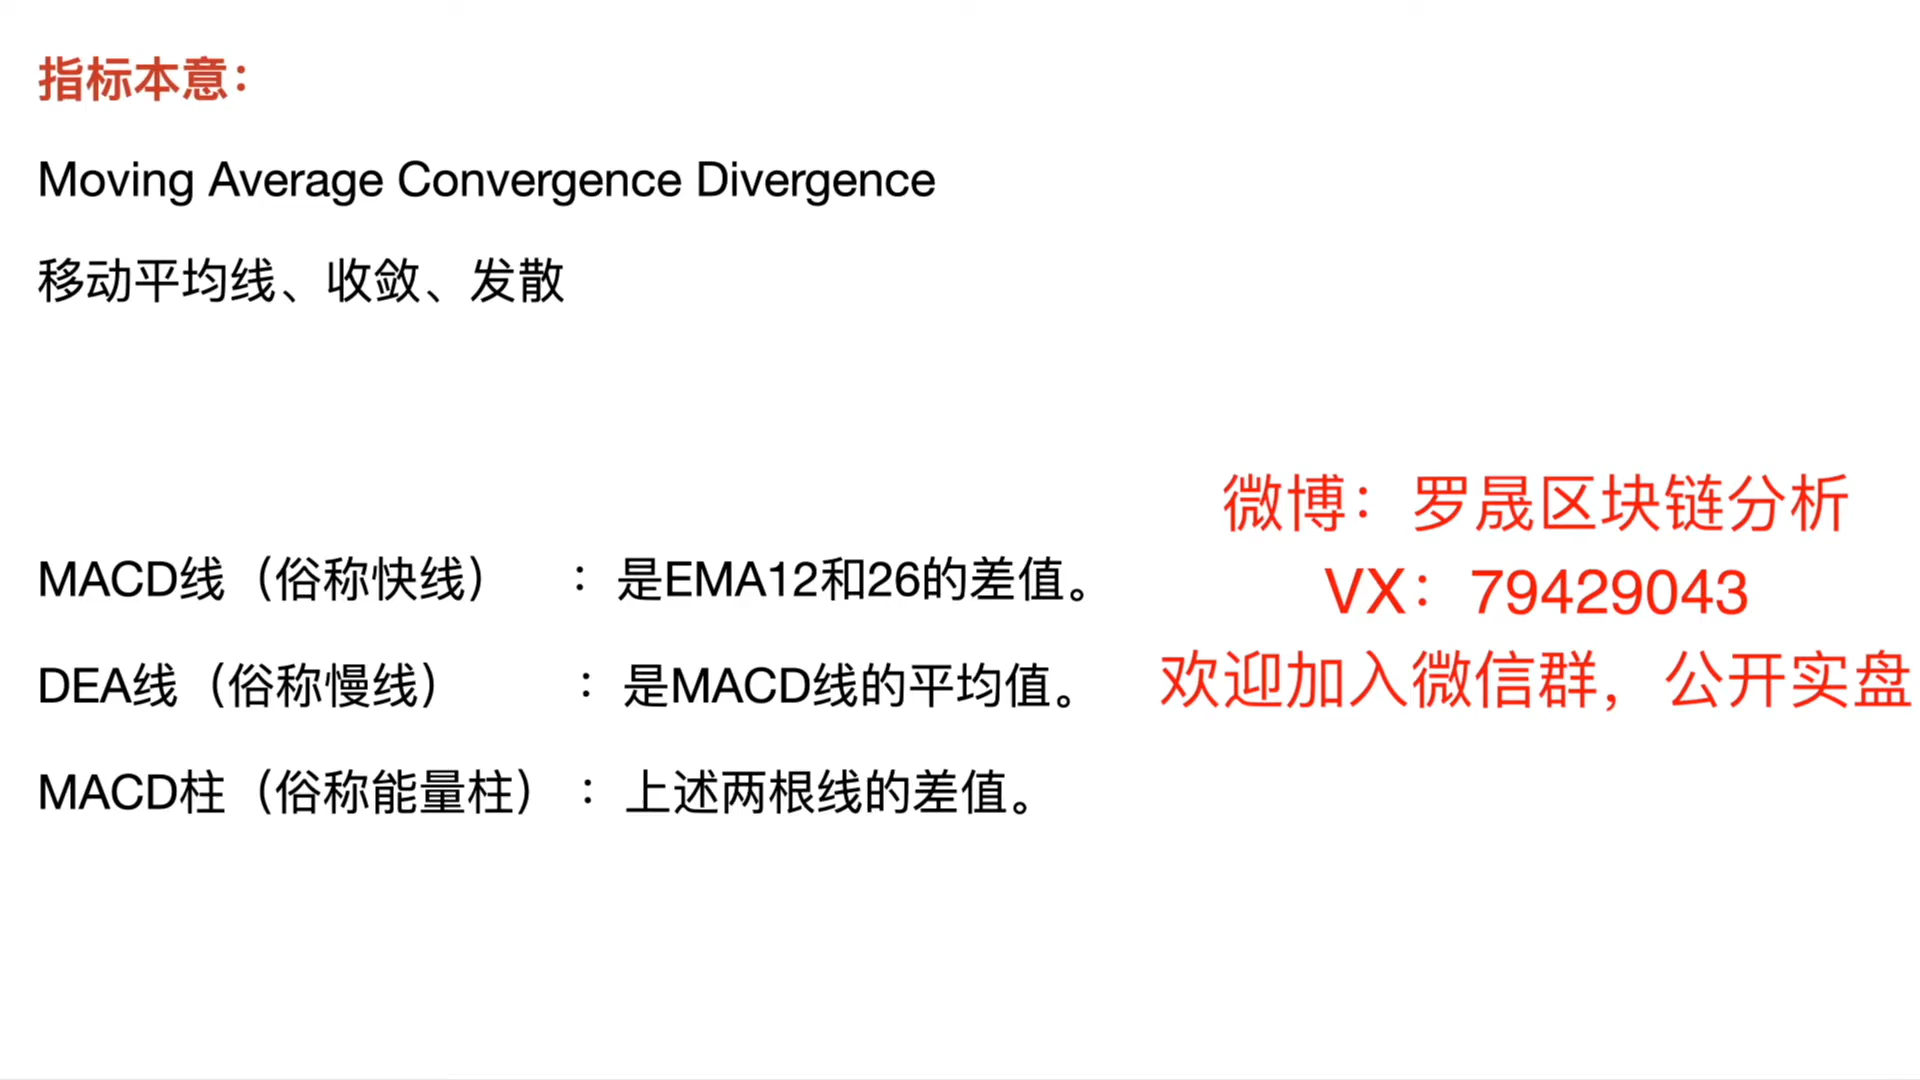 指标本意：
Moving Average Convergence Divergence
移动平均线、收敛、发散
MACD线（俗称快线）：是EMA12和26的差值。
DEA线（俗称慢线）：是MACD线的平均值。
MACD柱（俗称能量柱）：上述两根线的差值。
微博：罗晟区块链分析
VX：79429043
欢迎加入微信群，公开实盘